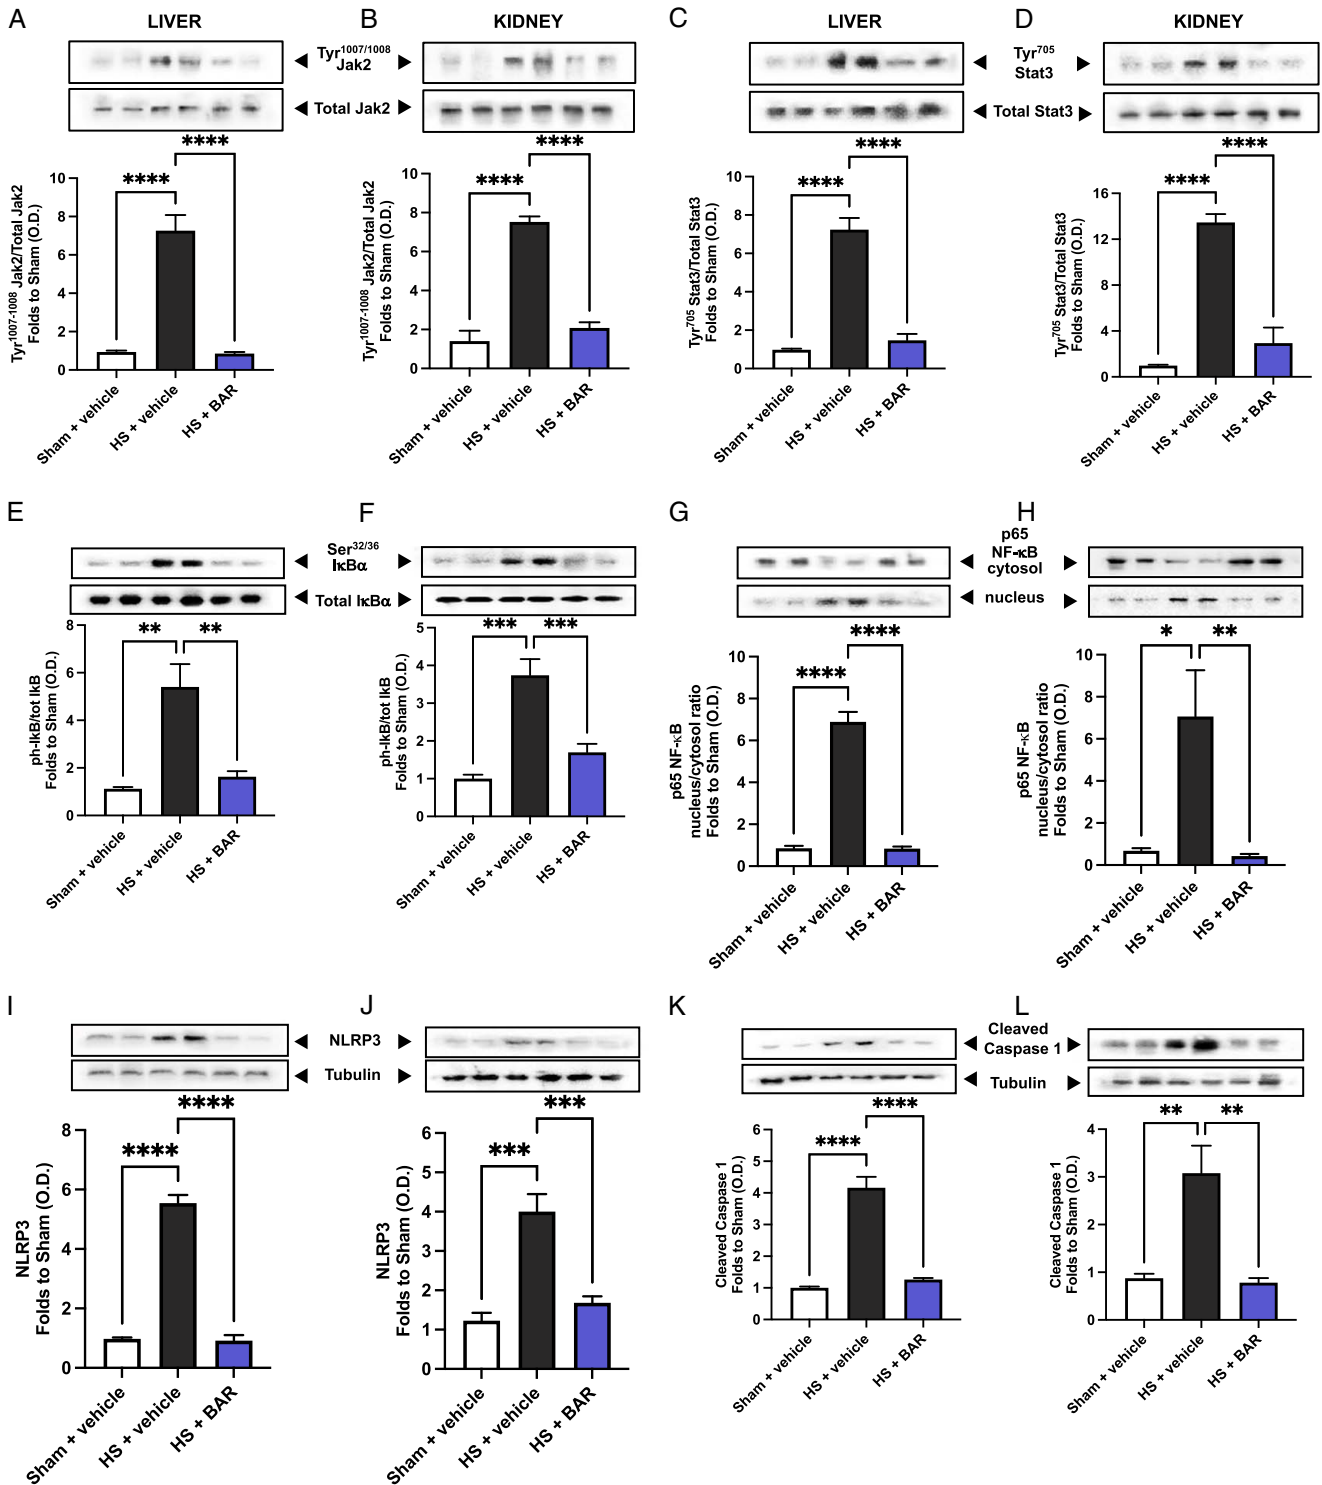 A
LIVER
B
KIDNEY
Tyr1007/1008
Jak2
Total Jak2
****
****
Tyr1007-1008 Jak2/Total Jak2
Folds to Sham (O.D.)
10
8
6
4
2
0
Sham + vehicle
HS + vehicle
HS + BAR
****
****
Tyr1007-1008 Jak2/Total Jak2
Folds to Sham (O.D.)
10
8
6
4
2
0
Sham + vehicle
HS + vehicle
HS + BAR
C
LIVER
D
KIDNEY
Tyr705
Stat3
Total Stat3
****
****
Tyr705 Stat3/Total Stat3
Folds to Sham (O.D.)
10
8
6
4
2
0
Sham + vehicle
HS + vehicle
HS + BAR
****
****
Tyr705 Stat3/Total Stat3
Folds to Sham (O.D.)
16
12
8
4
0
Sham + vehicle
HS + vehicle
HS + BAR
E
F
Ser32/36
IκBα
Total IκBα
**
**
ph-IkB/tot IkB
Folds to Sham (O.D.)
8
6
4
2
0
Sham + vehicle
HS + vehicle
HS + BAR
***
***
ph-IkB/tot IkB
Folds to Sham (O.D.)
5
4
3
2
1
0
Sham + vehicle
HS + vehicle
HS + BAR
G
H
p65
NF-κB
cytosol
nucleus
****
****
p65 NF-κB
nucleus/cytosol ratio
Folds to Sham (O.D.)
10
8
6
4
2
0
Sham + vehicle
HS + vehicle
HS + BAR
*
**
p65 NF-κB
nucleus/cytosol ratio
Folds to Sham (O.D.)
10
8
6
4
2
0
Sham + vehicle
HS + vehicle
HS + BAR
I
J
NLRP3
Tubulin
****
****
NLRP3
Folds to Sham (O.D.)
8
6
4
2
0
Sham + vehicle
HS + vehicle
HS + BAR
***
***
NLRP3
Folds to Sham (O.D.)
6
5
4
3
2
1
0
Sham + vehicle
HS + vehicle
HS + BAR
K
L
Cleaved
Caspase 1
Tubulin
****
****
Cleaved Caspase 1
Folds to Sham (O.D.)
6
5
4
3
2
1
0
Sham + vehicle
HS + vehicle
HS + BAR
**
**
Cleaved Caspase 1
Folds to Sham (O.D.)
4
3
2
1
0
Sham + vehicle
HS + vehicle
HS + BAR